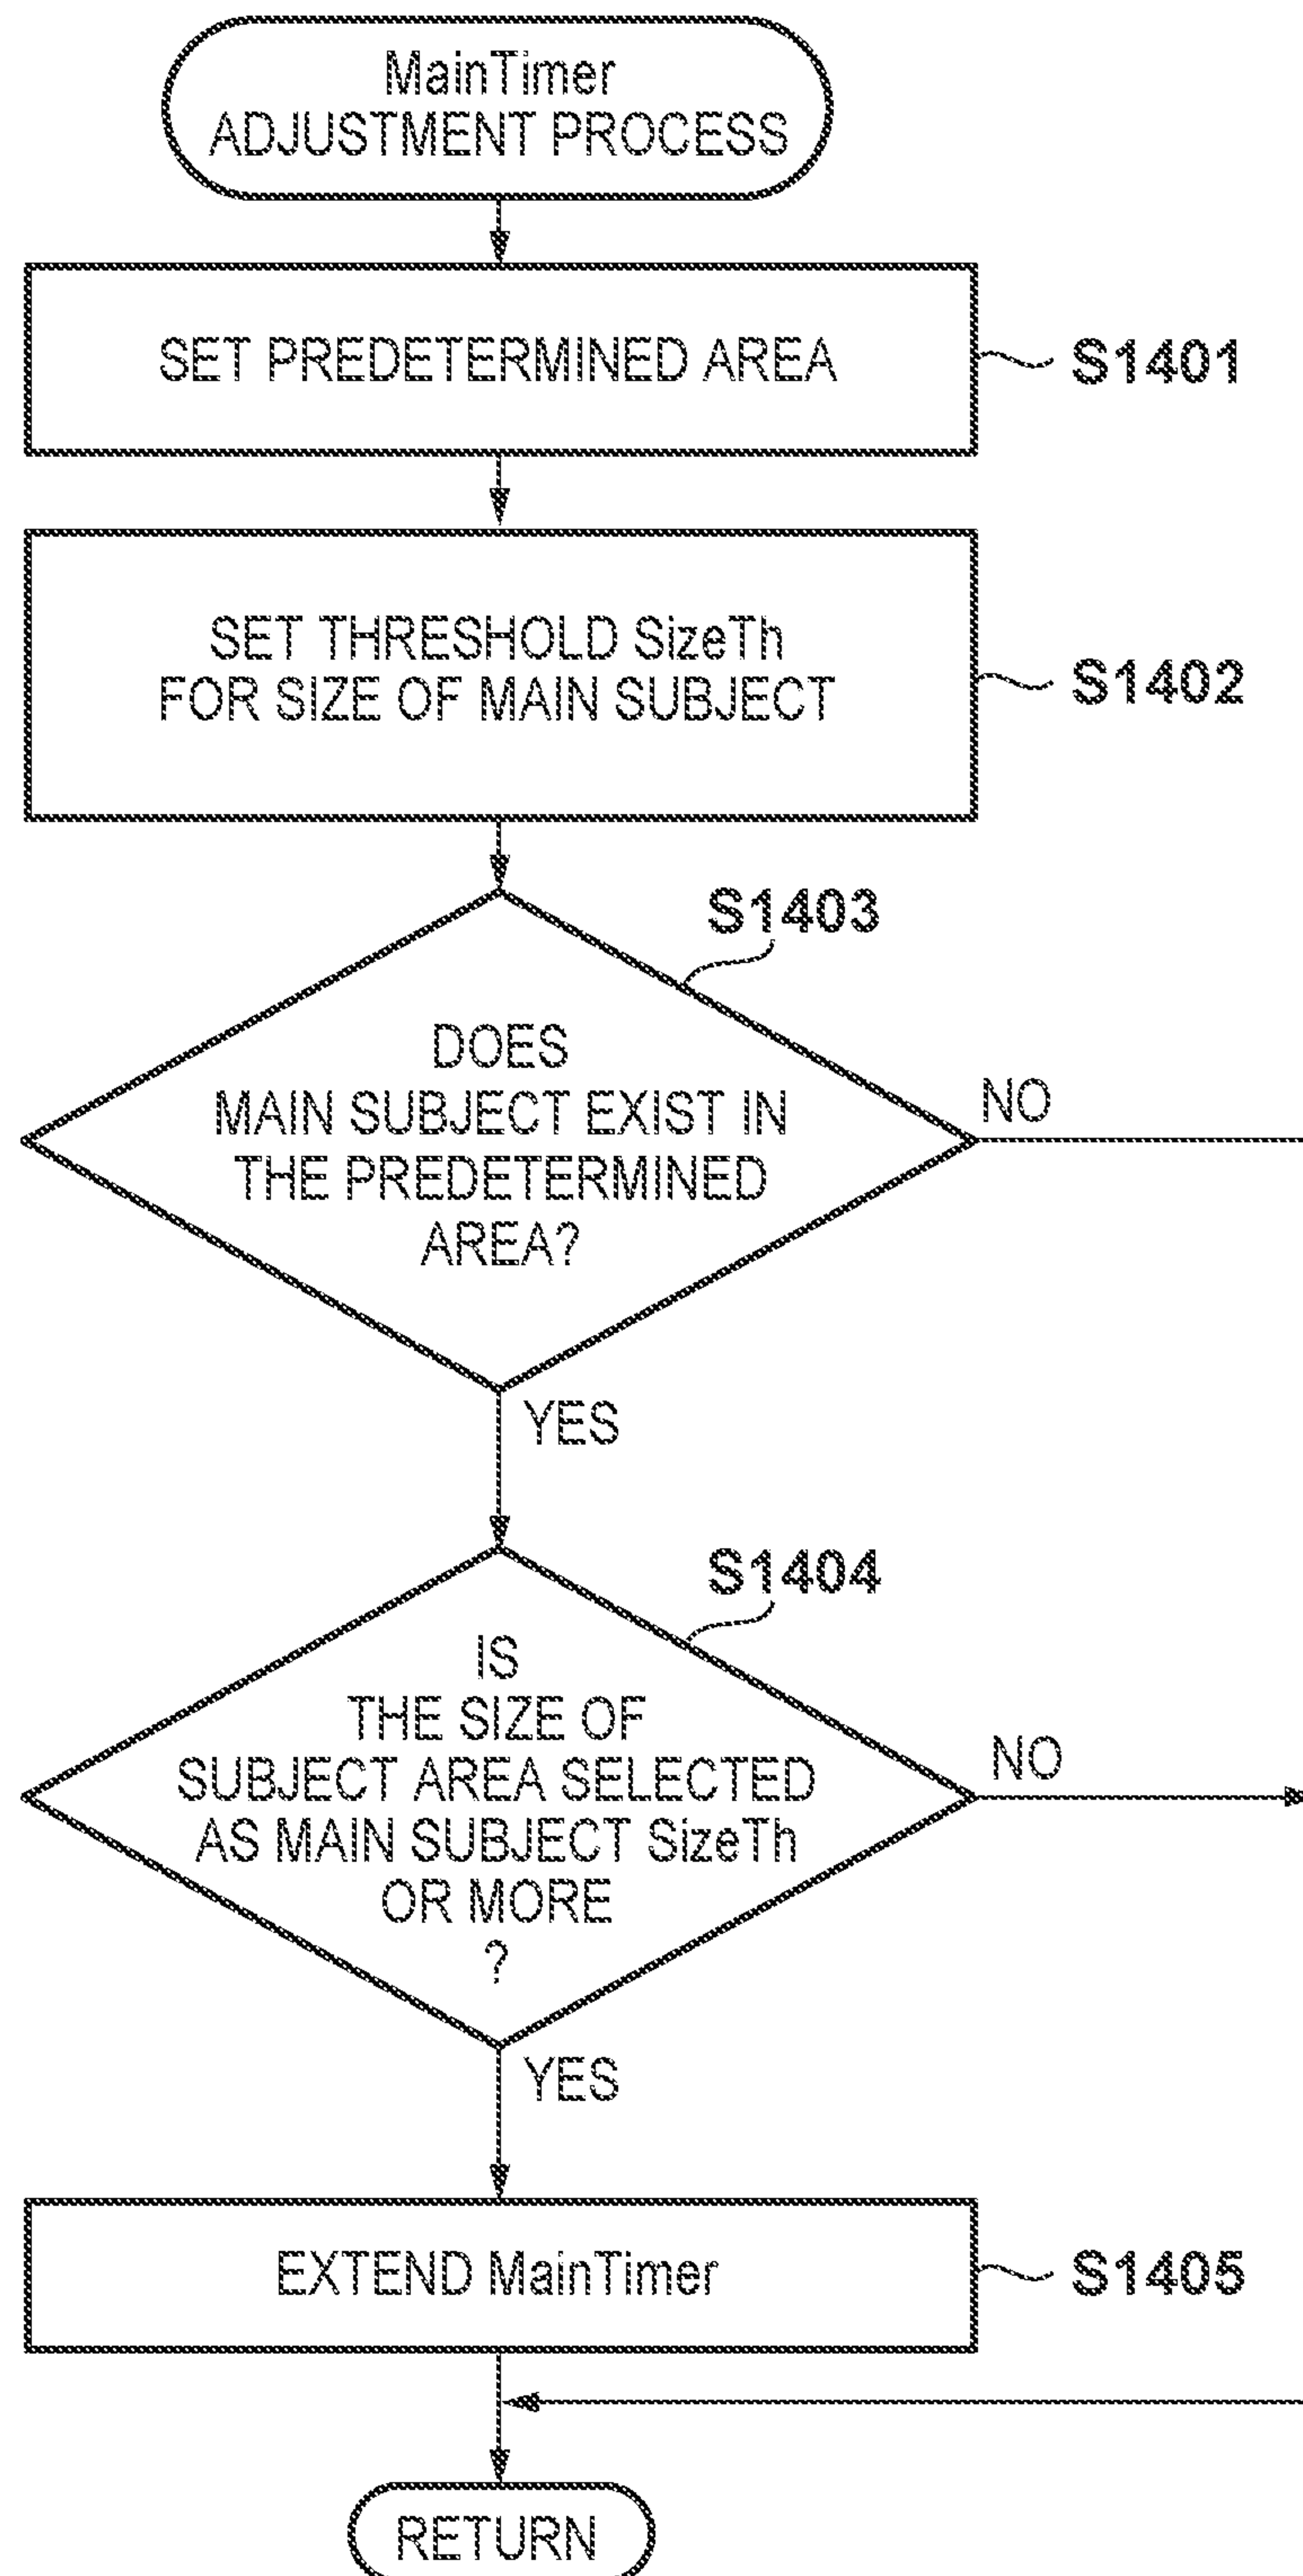 MainTimer
ADJUSTMENT PROCESS
SET PREDETERMINED AREA
S1401
SET THRESHOLD SizeTh
FOR SIZE OF MAIN SUBJECT
S1402
S1403
DOES
MAIN SUBJECT EXIST IN
THE PREDETERMINED
AREA?
NO
YES
S1404
IS
THE SIZE OF
SUBJECT AREA SELECTED
AS MAIN SUBJECT SizeTh
OR MORE
?
NO
YES
EXTEND MainTimer
S1405
RETURN